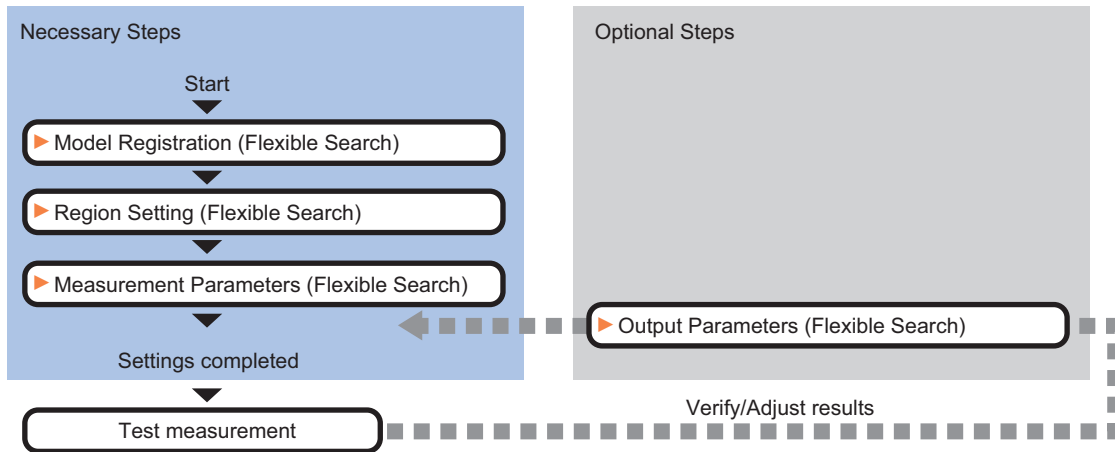 Necessary Steps
Start
Model Registration (Flexible Search)
Region Setting (Flexible Search)
Measurement Parameters (Flexible Search)
Settings completed
Test measurement
Optional Steps
Output Parameters (Flexible Search)
Verify/Adjust results